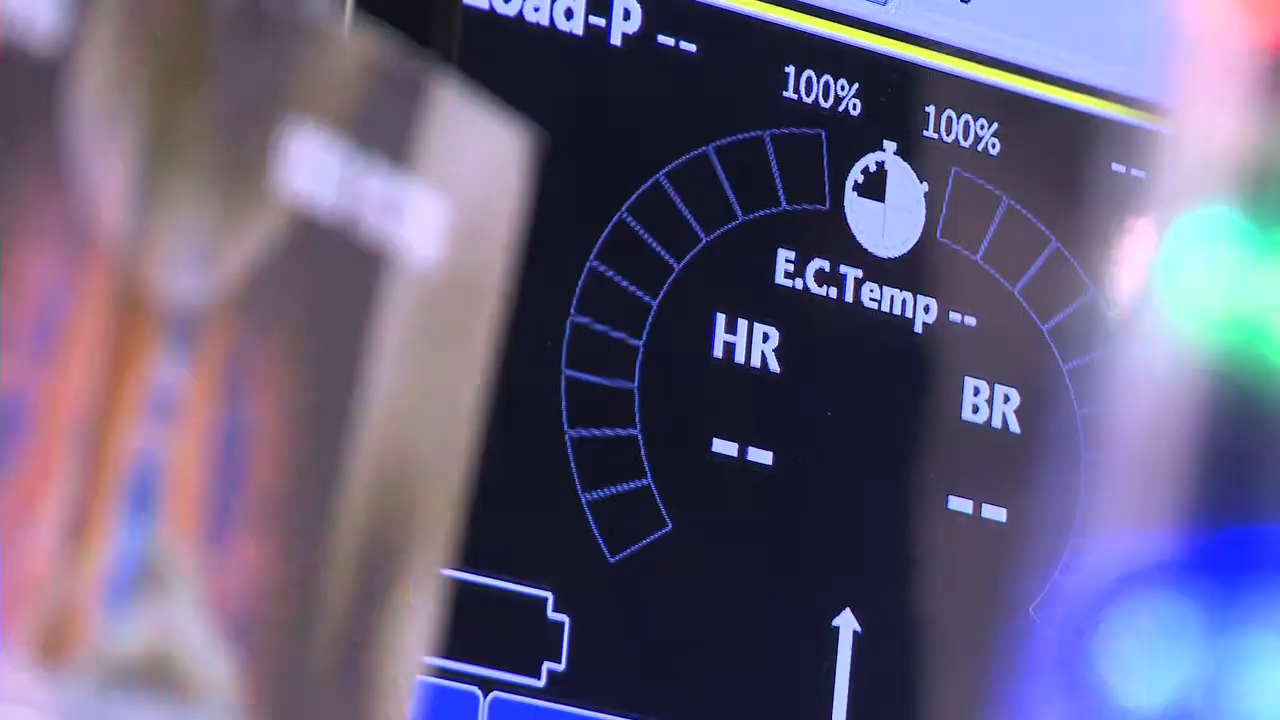 Load-P --
100%
100%
--
E.C.Temp --
HR
BR
--
--